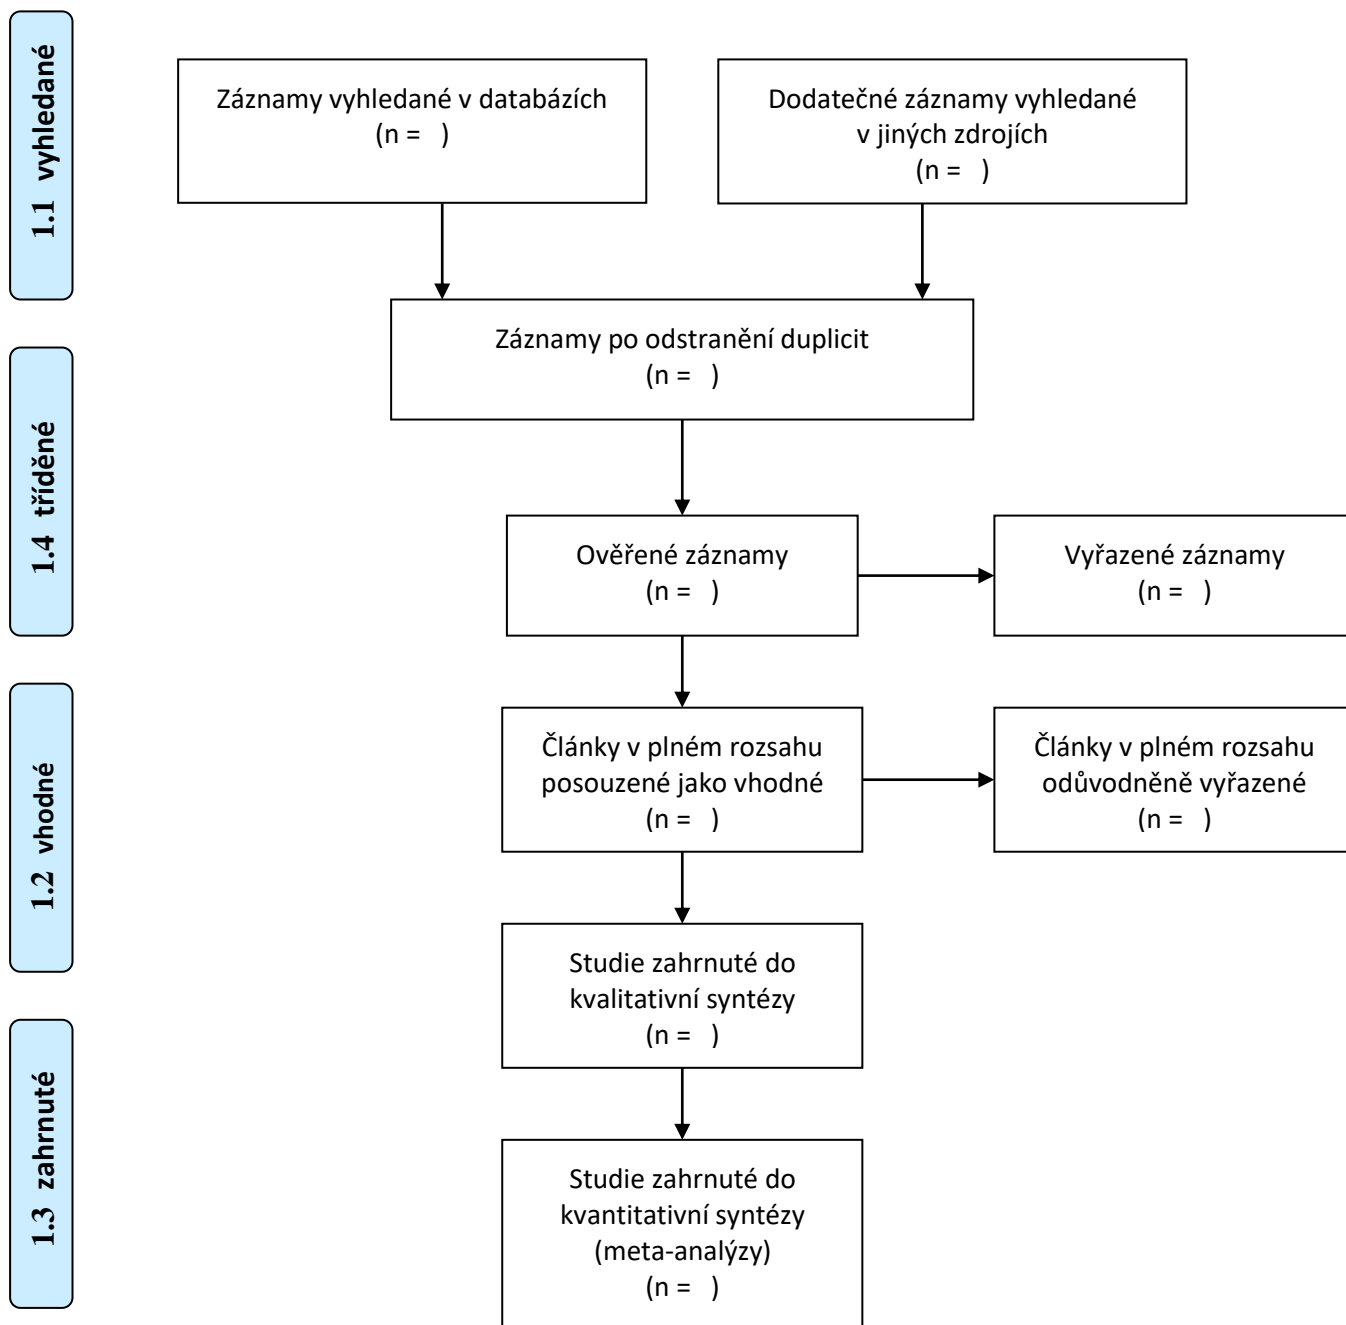 1.1 vyhledané
Záznamy vyhledané v databázích
(n = )
Dodatečné záznamy vyhledané
v jiných zdrojích
(n = )
Záznamy po odstranění duplicit
(n = )
1.4 tříděné
Ověřené záznamy
(n = )
Vyřazené záznamy
(n = )
1.2 vhodné
Články v plném rozsahu
posouzené jako vhodné
(n = )
Články v plném rozsahu
odůvodněně vyřazené
(n = )
Studie zahrnuté do
kvalitativní syntézy
(n = )
1.3 zahrnuté
Studie zahrnuté do
kvantitativní syntézy
(meta-analýzy)
(n = )